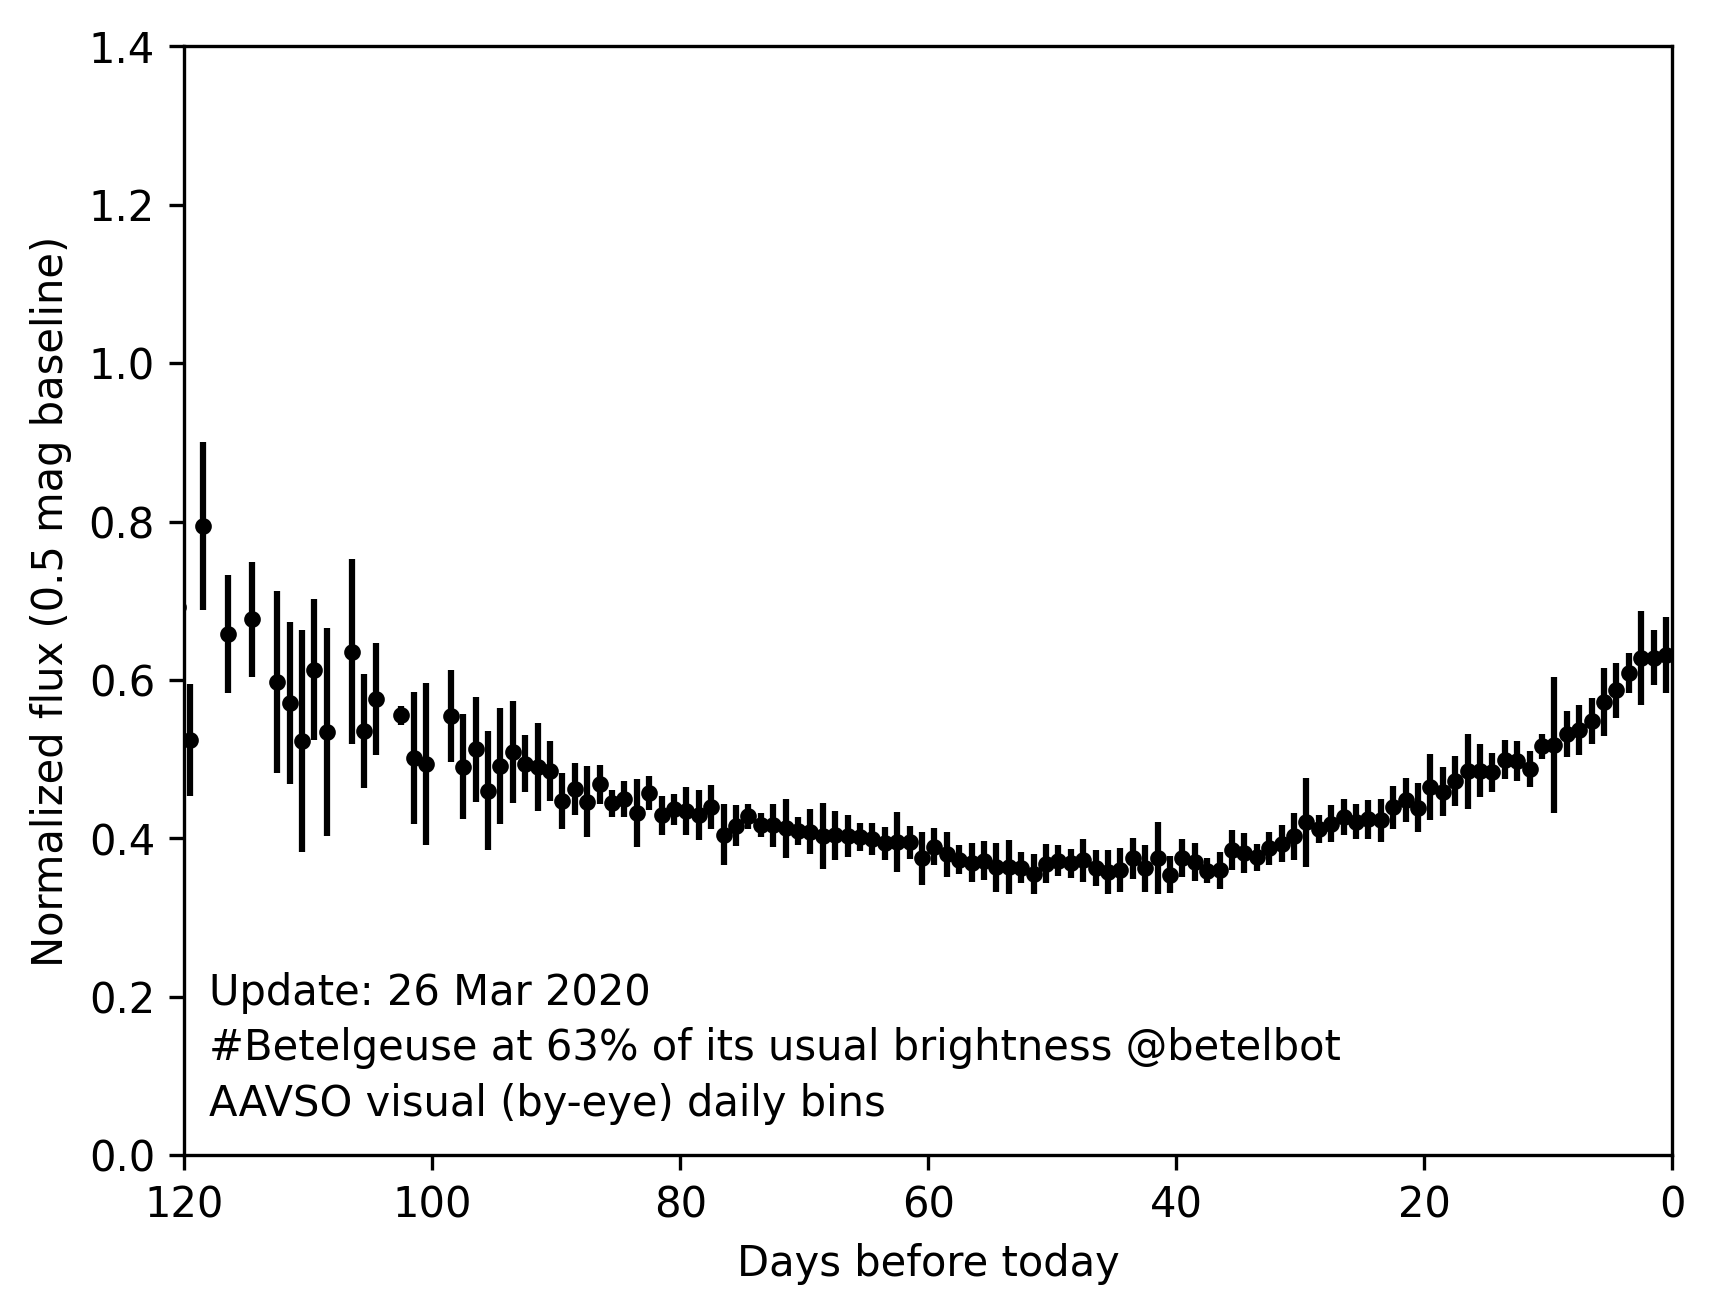 1.4
1.2
1.0
0.8
0.6
0.4
0.2
0.0
Normalized flux (0.5 mag baseline)
Update: 26 Mar 2020
#Betelgeuse at 63% of its usual brightness @betelbot
AAVSO visual (by-eye) daily bins
120 100 80 60 40 20 0
Days before today